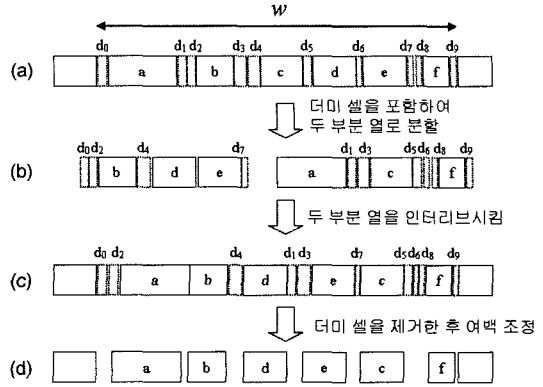 w
d0 d1 d2 d3 d4 d5 d6 d7 d8 d9
(a) a b c d e f
더미 셀을 포함하여
두 부분 열로 분할
d0 d2 d4 d7 d1 d3 d5 d6 d8 d9
(b) b d e a c f
두 부분 열을 인터리브시킴
d0 d2 d4 d1 d3 d7 d5 d6 d8 d9
(c) a b d e c f
더미 셀을 제거한 후 여백 조정
(d) a b d e c f